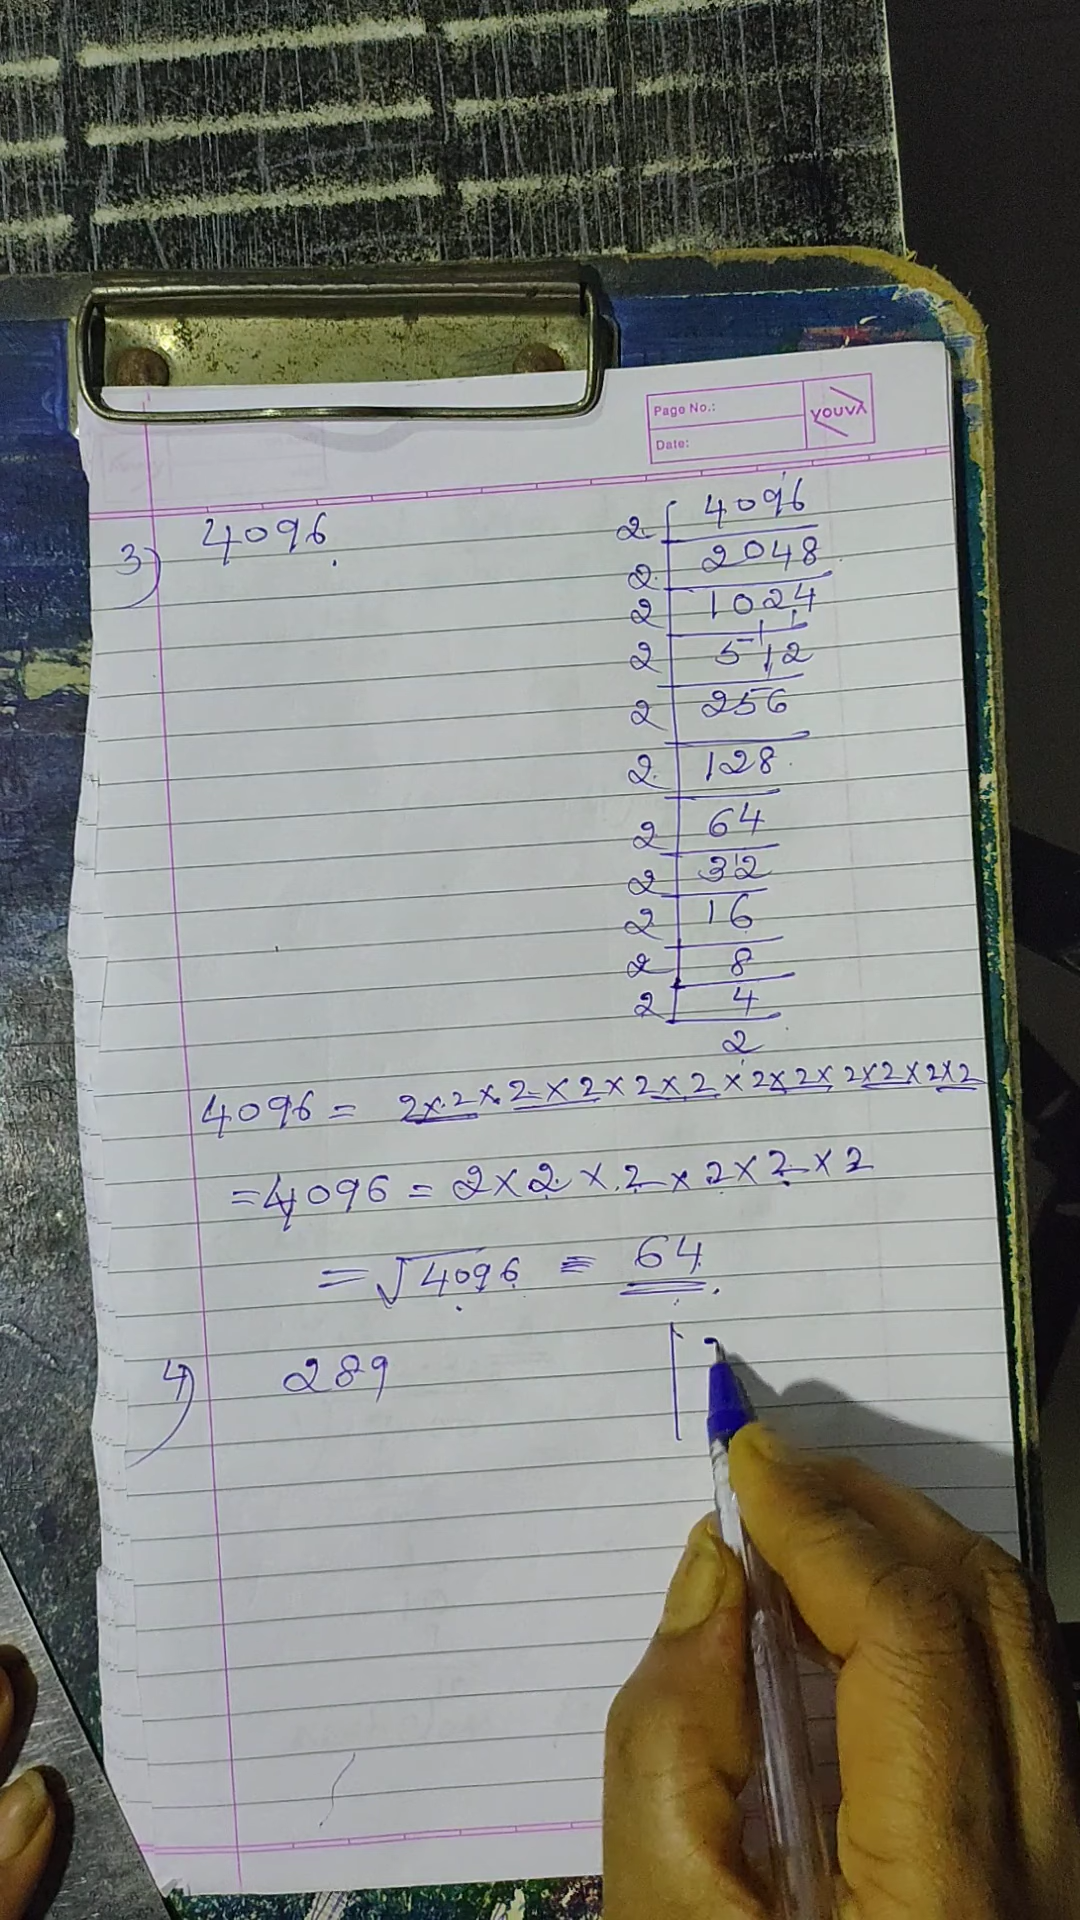 Page No.:
Date:
YOUVA
3) 4096.
2 | 4096
2 | 2048
2 | 1024
2 | 512
2 | 256
2 | 128
2 | 64
2 | 32
2 | 16
2 | 8
2 | 4
2
4096 = 2×2×2×2×2×2×2×2×2×2×2×2
=4096 = 2×2×2×2×2×2
=√4096 = 64
4) 289